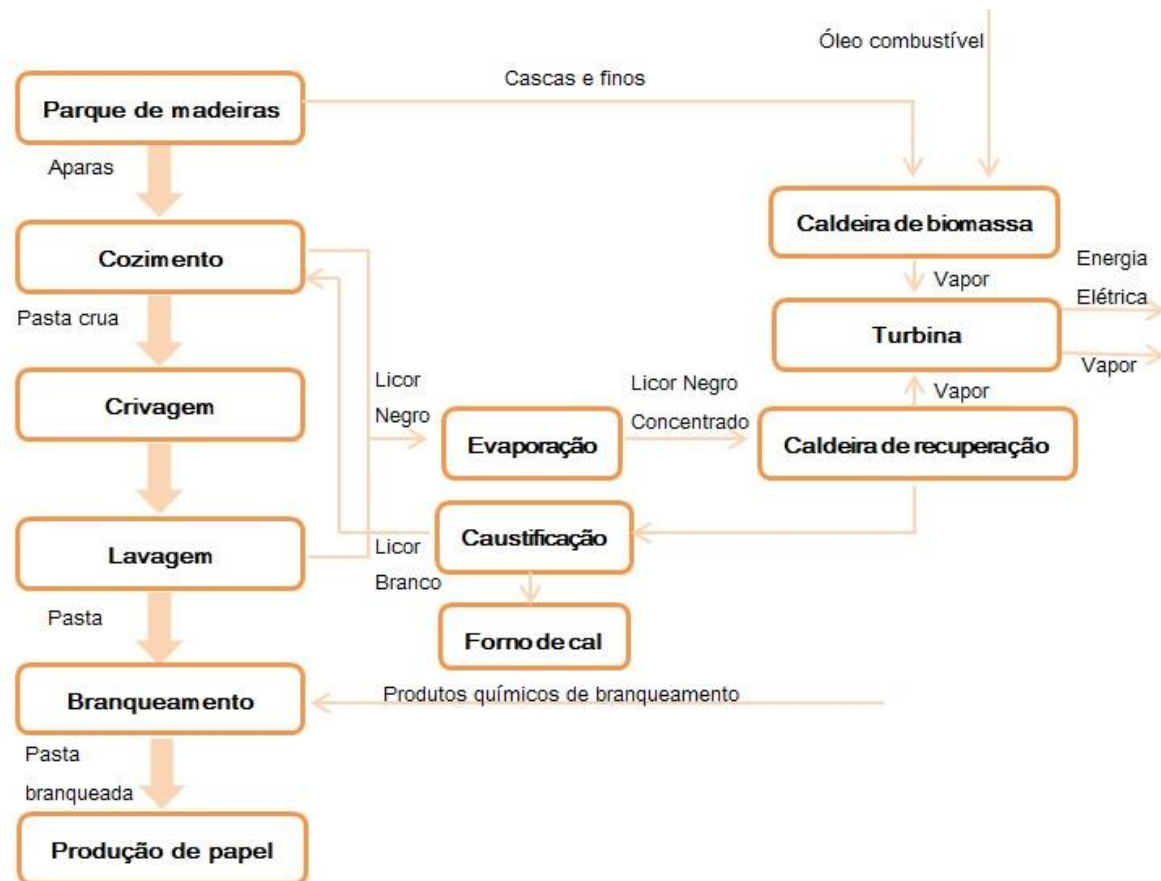 Óleo combustível
Cascas e finos
Parque de madeiras
Aparas
Caldeira de biomassa
Cozimento
Vapor
Energia
Elétrica
Pasta crua
Turbina
Vapor
Vapor
Licor
Negro
Licor Negro
Concentrado
Crivagem
Evaporação
Caldeira de recuperação
Caustificação
Lavagem
Licor
Branco
Pasta
Forno de cal
Branqueamento
Produtos químicos de branqueamento
Pasta
branqueada
Produção de papel